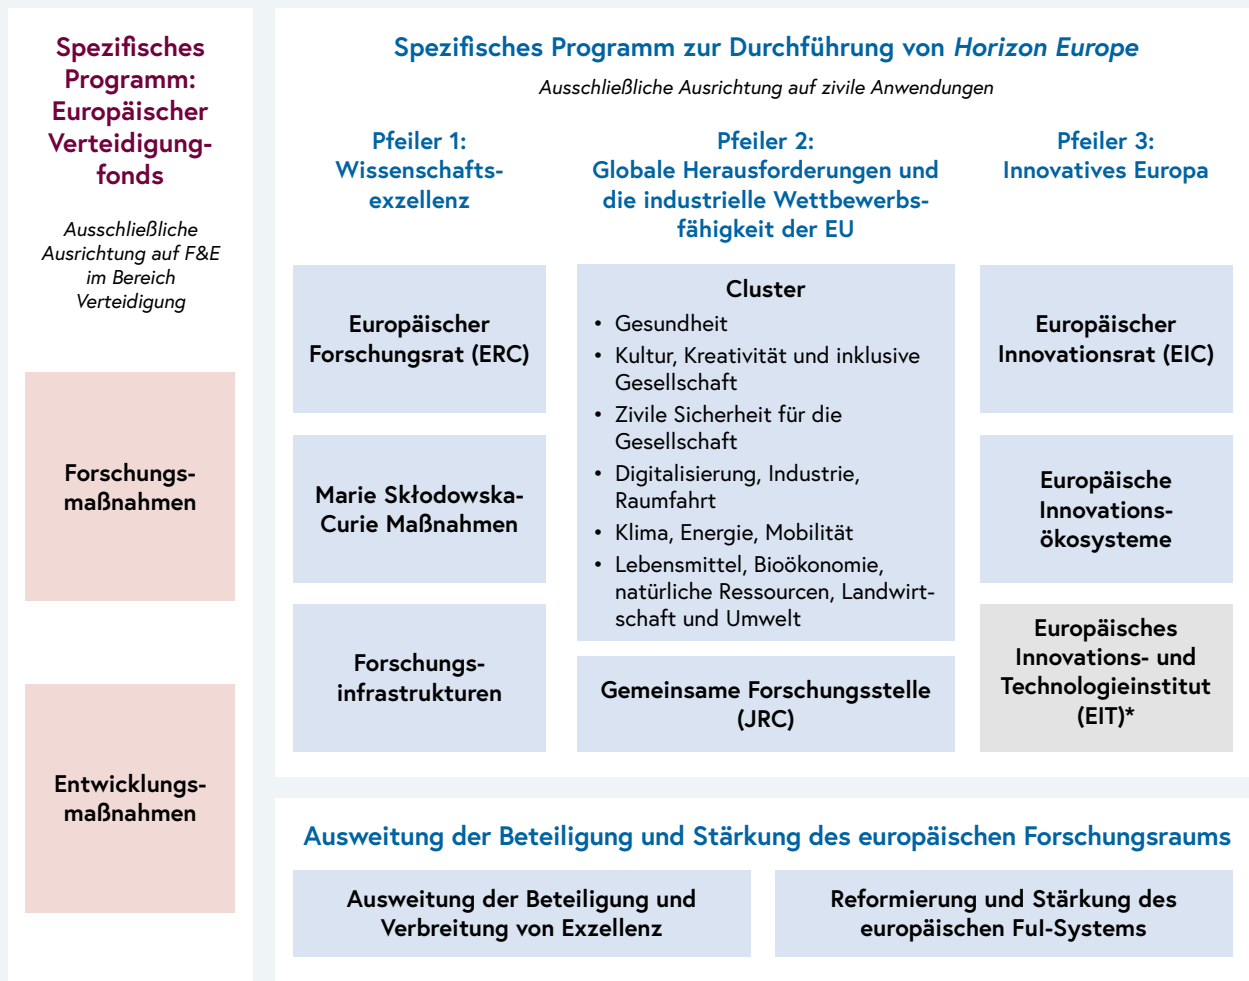 Spezifisches
Programm:
Europäischer
Verteidigung-
fonds
Ausschließliche
Ausrichtung auf F&E
im Bereich
Verteidigung
Forschungs-
maßnahmen
Entwicklungs-
maßnahmen
Spezifisches Programm zur Durchführung von Horizon Europe
Ausschließliche Ausrichtung auf zivile Anwendungen
Pfeiler 1:
Wissenschafts-
exzellenz
Europäischer
Forschungsrat (ERC)
Marie Skłodowska-
Curie Maßnahmen
Forschungs-
infrastrukturen
Pfeiler 2:
Globale Herausforderungen und
die industrielle Wettbewerbs-
fähigkeit der EU
Cluster
• Gesundheit
• Kultur, Kreativität und inklusive
Gesellschaft
• Zivile Sicherheit für die
Gesellschaft
• Digitalisierung, Industrie,
Raumfahrt
• Klima, Energie, Mobilität
• Lebensmittel, Bioökonomie,
natürliche Ressourcen, Landwirt-
schaft und Umwelt
Gemeinsame Forschungsstelle
(JRC)
Pfeiler 3:
Innovatives Europa
Europäischer
Innovationsrat (EIC)
Europäische
Innovations-
ökosysteme
Europäisches
Innovations- und
Technologieinstitut
(EIT)*
Ausweitung der Beteiligung und Stärkung des europäischen Forschungsraums
Ausweitung der Beteiligung und
Verbreitung von Exzellenz
Reformierung und Stärkung des
europäischen FuI-Systems